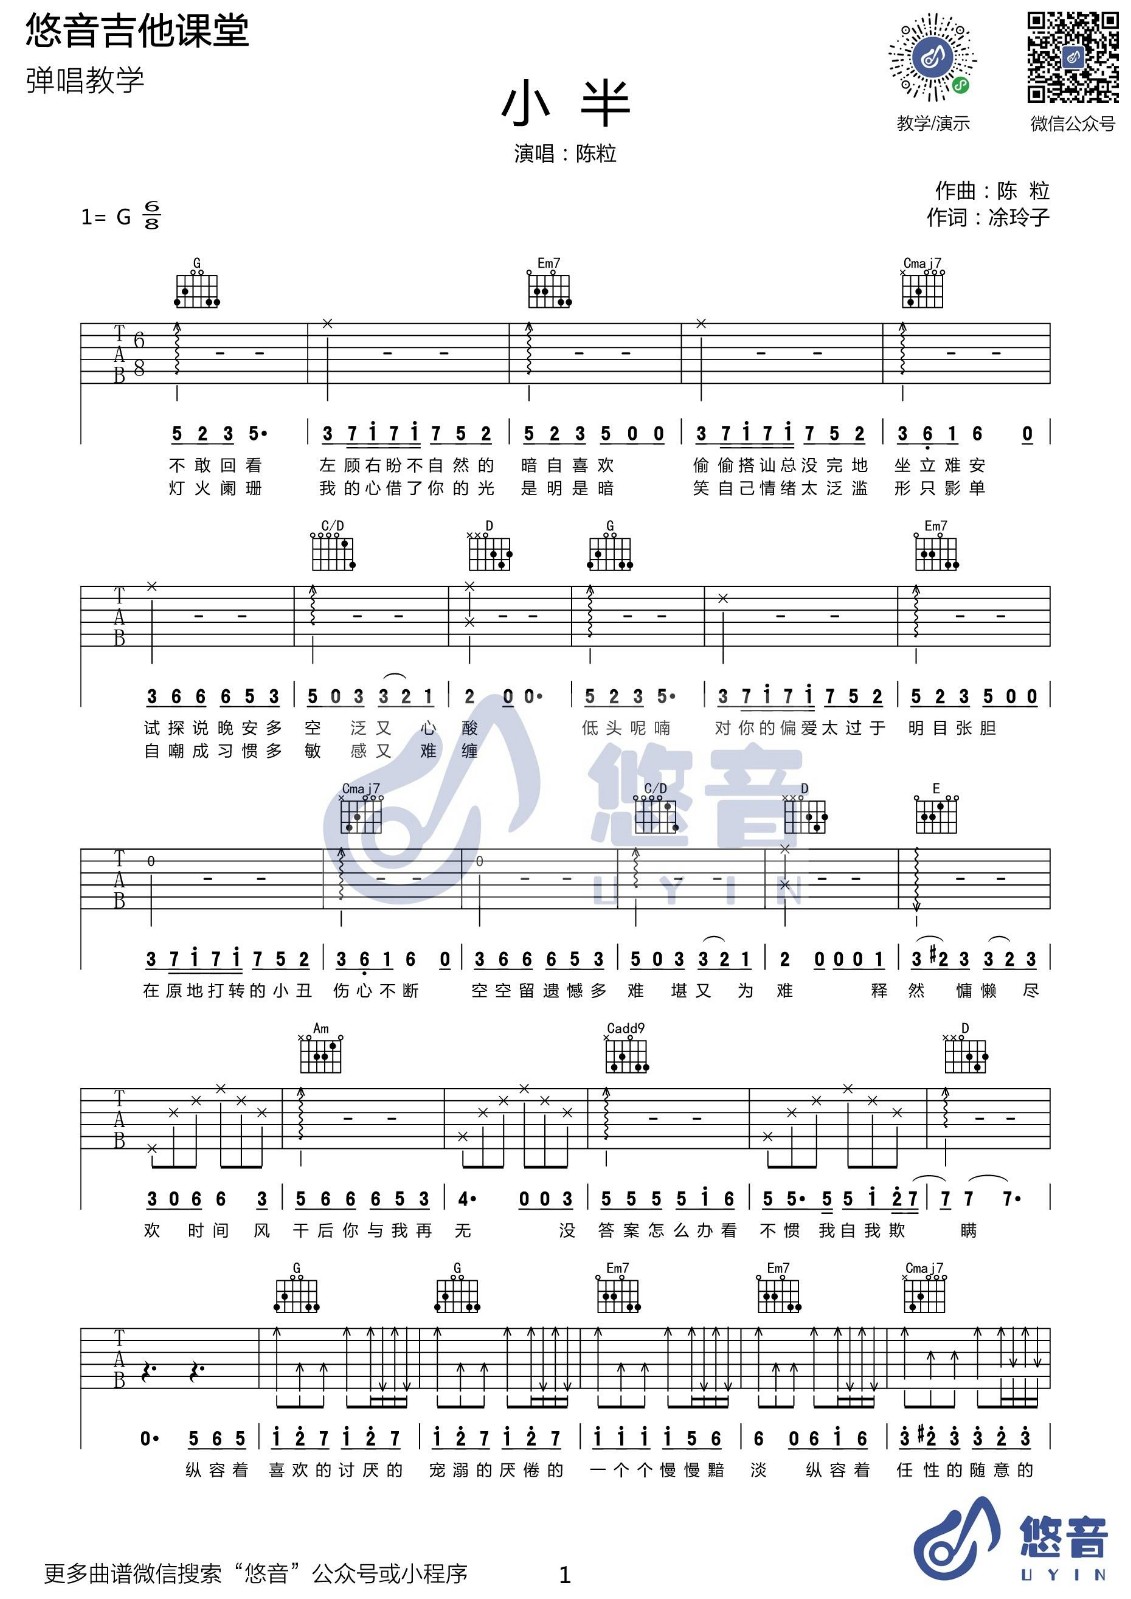 悠音吉他课堂
弹唱教学
小 半
演唱：陈粒
教学/演示
微信公众号
作曲：陈 粒
作词：凃玲子
1= G 6/8
G Em7 Cmaj7
T A B 6 8
5 2 3 5· 3 7 i 7 i 7 5 2 5 2 3 5 0 0 3 7 i 7 i 7 5 2 3 6 1 6 0
不敢回看 左顾右盼不自然的 暗自喜欢 偷偷搭讪总没完地 坐立难安
灯火阑珊 我的心借了你的光 是明是暗 笑自己情绪太泛滥 形只影单
C/D D G Em7
T A B
3 6 6 6 5 3 5 0 3 3 2 1 2 0 0· 5 2 3 5· 3 7 i 7 i 7 5 2 5 2 3 5 0 0
试探说晚安多 空 泛又 心 酸 低头呢喃 对你的偏爱太过于 明目张胆
自嘲成习惯多 敏 感又 难 缠
Cmaj7 C/D D E
T A B 0 0
3 7 i 7 i 7 5 2 3 6 1 6 0 3 6 6 6 5 3 5 0 3 3 2 1 2 0 0 0 1 3 #2 3 3 2 3
在原地打转的小丑 伤心不断 空空留遗憾多 难 堪又 为 难 释 然 慵懒 尽
Am Cadd9 D
T A B
3 0 6 6 3 5 6 6 6 5 3 4· 0 0 3 5 5 5 5 i 6 5 5· 5 5 i 2 7 7 7 7·
欢 时间 风 干后你与我再 无 没 答案怎么办看 不惯 我自我欺 瞒
G G Em7 Em7 Cmaj7
T A B
0· 5 6 5 i 2 7 i 2 7 i 2 7 i 2 7 i i i i 5 6 6 0 6 i 6 3 #2 3 3 2 3
纵容着 喜欢的讨厌的 宠溺的厌倦的 一个个慢慢黯 淡 纵容着 任性的随意的
悠音
UYIN
更多曲谱微信搜索“悠音”公众号或小程序
1
悠音
UYIN